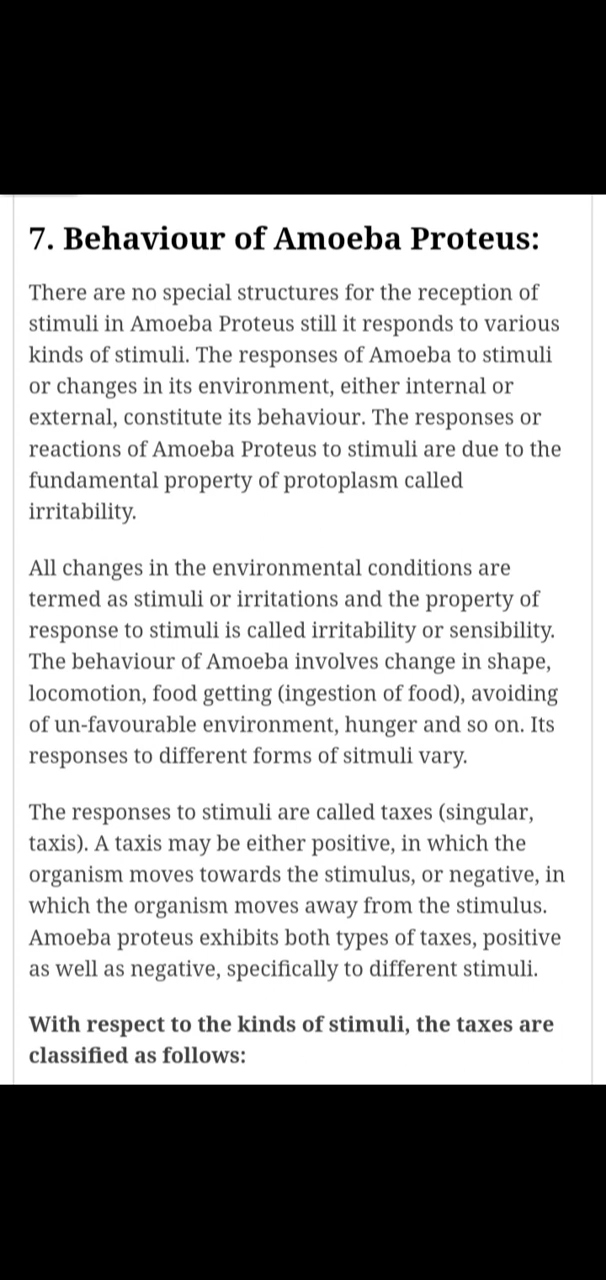 7. Behaviour of Amoeba Proteus:
There are no special structures for the reception of
stimuli in Amoeba Proteus still it responds to various
kinds of stimuli. The responses of Amoeba to stimuli
or changes in its environment, either internal or
external, constitute its behaviour. The responses or
reactions of Amoeba Proteus to stimuli are due to the
fundamental property of protoplasm called
irritability.
All changes in the environmental conditions are
termed as stimuli or irritations and the property of
response to stimuli is called irritability or sensibility.
The behaviour of Amoeba involves change in shape,
locomotion, food getting (ingestion of food), avoiding
of un-favourable environment, hunger and so on. Its
responses to different forms of sitmuli vary.
The responses to stimuli are called taxes (singular,
taxis). A taxis may be either positive, in which the
organism moves towards the stimulus, or negative, in
which the organism moves away from the stimulus.
Amoeba proteus exhibits both types of taxes, positive
as well as negative, specifically to different stimuli.
With respect to the kinds of stimuli, the taxes are
classified as follows: